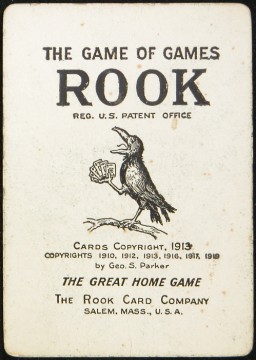 THE GAME OF GAMES
ROOK
REG. U.S. PATENT OFFICE
CARDS COPYRIGHT, 1913
COPYRIGHTS 1910, 1912, 1913, 1916, 1917, 1919
by GEO. S. PARKER
THE GREAT HOME GAME
THE ROOK CARD COMPANY
SALEM, MASS., U.S.A.